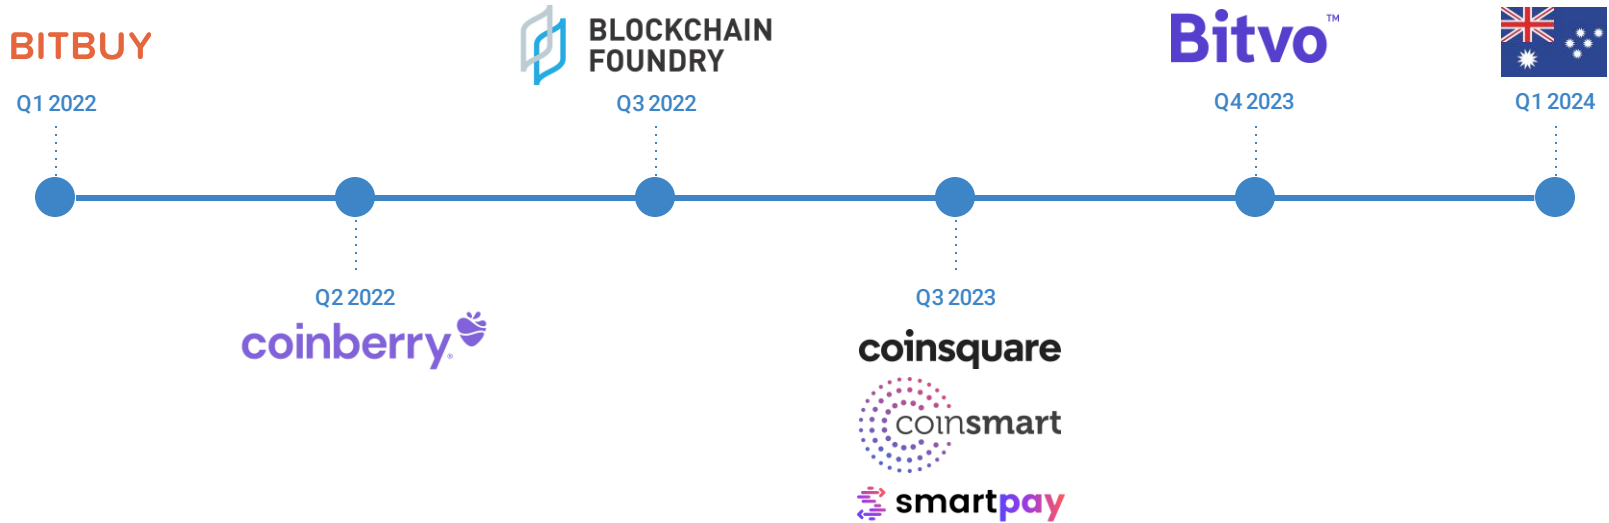 BITBUY
Q1 2022
Q2 2022
coinberry®
BLOCKCHAIN
FOUNDRY
Q3 2022
Q3 2023
coinsquare
coinsmart
smartpay
Bitvo™
Q4 2023
Q1 2024